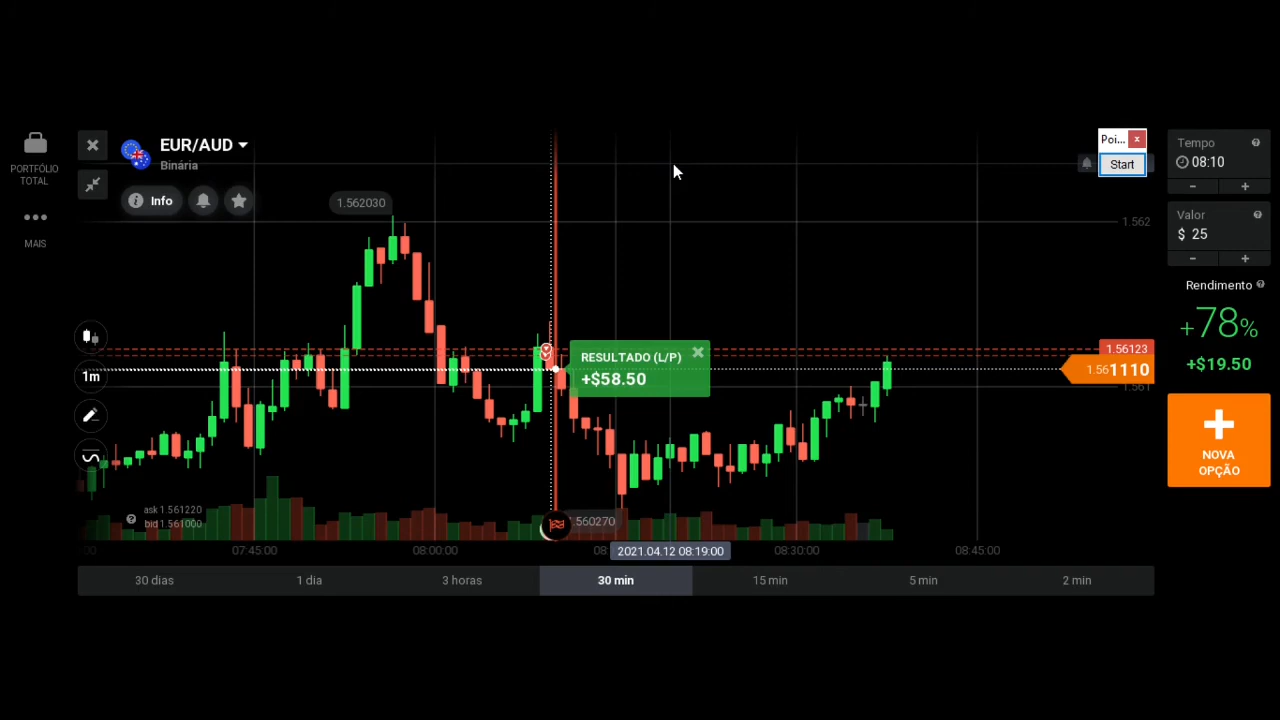 EUR/AUD
Binária
Info
PORTFÓLIO
TOTAL
MAIS
1.562030
1m
RESULTADO (L/P)
+$58.50
ask 1.561220
bid 1.561000
1.560270
07:45:00
08:00:00
2021.04.12 08:19:00
08:30:00
08:45:00
30 dias
1 dia
3 horas
30 min
15 min
5 min
2 min
Poi...
Start
1.562
1.56123
1.561110
1.561
Tempo
08:10
Valor
$ 25
Rendimento
+78%
+$19.50
NOVA
OPÇÃO